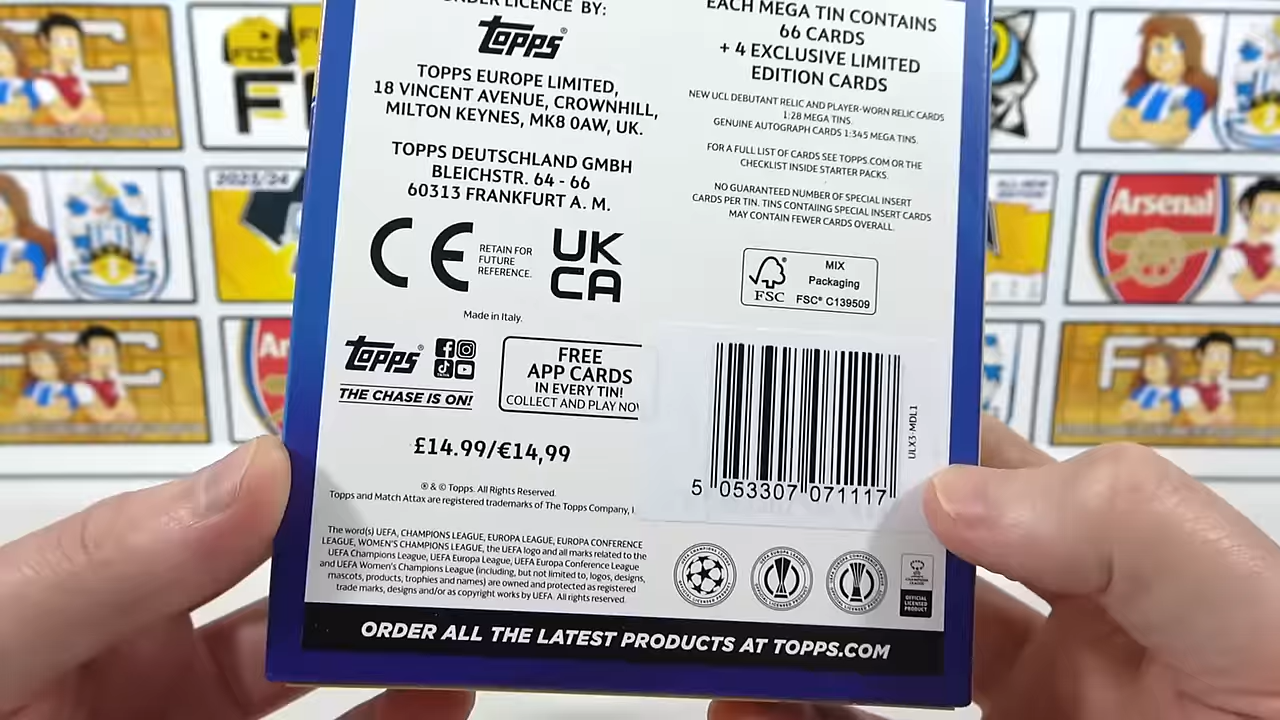 UNDER LICENCE BY:
TOPPS
TOPPS EUROPE LIMITED,
18 VINCENT AVENUE, CROWNHILL,
MILTON KEYNES, MK8 0AW, UK.
TOPPS DEUTSCHLAND GMBH
BLEICHSTR. 64 - 66
60313 FRANKFURT A. M.
CE
RETAIN FOR
FUTURE
REFERENCE.
UK
CA
Made in Italy.
TOPPS
THE CHASE IS ON!
FREE
APP CARDS
IN EVERY TIN!
COLLECT AND PLAY NO
£14.99/€14,99
® & © Topps. All Rights Reserved.
Topps and Match Attax are registered trademarks of The Topps Company, I
The word(s) UEFA, CHAMPIONS LEAGUE, EUROPA LEAGUE, EUROPA CONFERENCE
LEAGUE, WOMEN'S CHAMPIONS LEAGUE, the UEFA logo and all marks related to the
UEFA Champions League, UEFA Europa League, UEFA Europa Conference League
and UEFA Women's Champions League (including, but not limited to, logos, designs,
mascots, products, trophies and names) are owned and protected as registered
trade marks, designs and/or as copyright works by UEFA. All rights reserved.
EACH MEGA TIN CONTAINS
66 CARDS
+ 4 EXCLUSIVE LIMITED
EDITION CARDS
NEW UCL DEBUTANT RELIC AND PLAYER-WORN RELIC CARDS
1:28 MEGA TINS.
GENUINE AUTOGRAPH CARDS 1:345 MEGA TINS.
FOR A FULL LIST OF CARDS SEE TOPPS.COM OR THE
CHECKLIST INSIDE STARTER PACKS.
NO GUARANTEED NUMBER OF SPECIAL INSERT
CARDS PER TIN. TINS CONTAIING SPECIAL INSERT CARDS
MAY CONTAIN FEWER CARDS OVERALL.
FSC
MIX
Packaging
FSC® C139509
5 053307 071117
ULX3-MDL1
OFFICIAL
LICENSED
PRODUCT
ORDER ALL THE LATEST PRODUCTS AT TOPPS.COM
2023/24
Arsenal